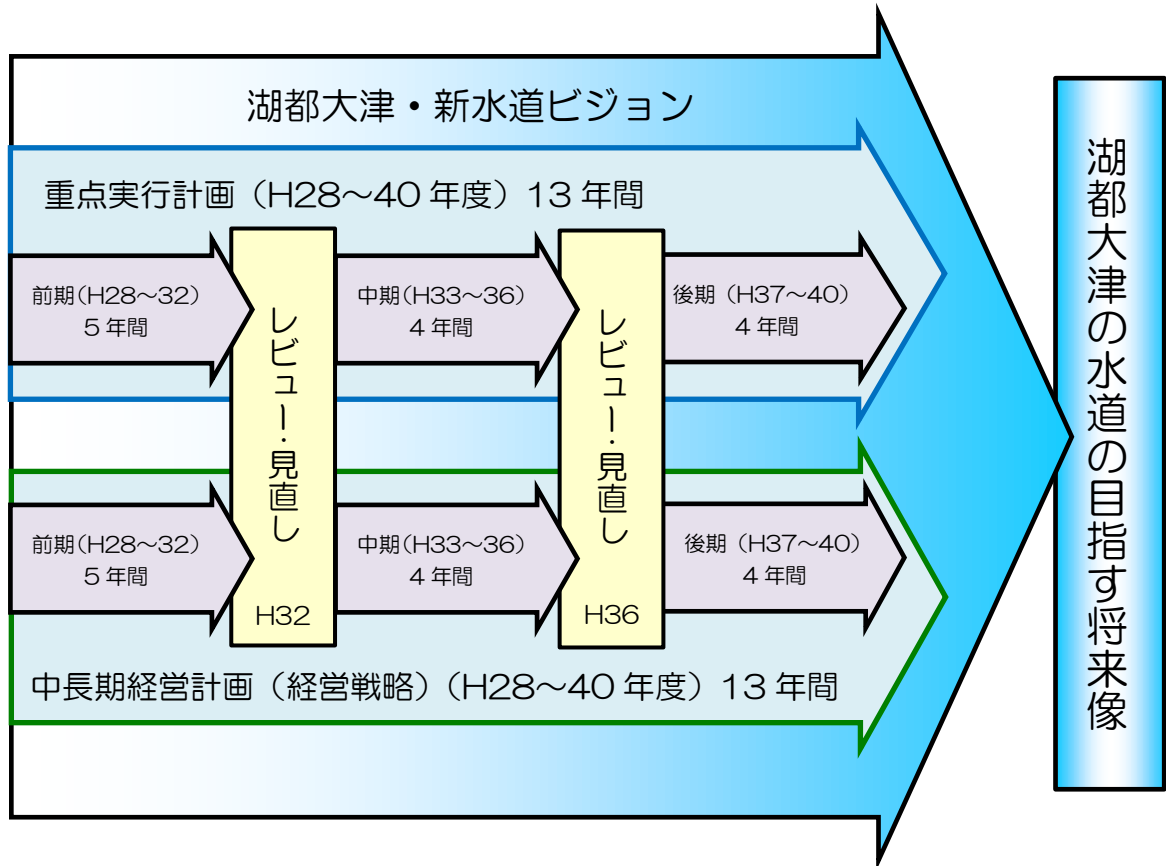 湖都大津・新水道ビジョン
重点実行計画（H28～40年度）13年間
前期(H28～32)
5年間
レビュー・見直し
H32
中期(H33～36)
4年間
レビュー・見直し
H36
後期（H37～40）
4年間
前期(H28～32)
5年間
中期(H33～36)
4年間
後期（H37～40）
4年間
中長期経営計画（経営戦略）（H28～40年度）13年間
湖都大津の水道の目指す将来像